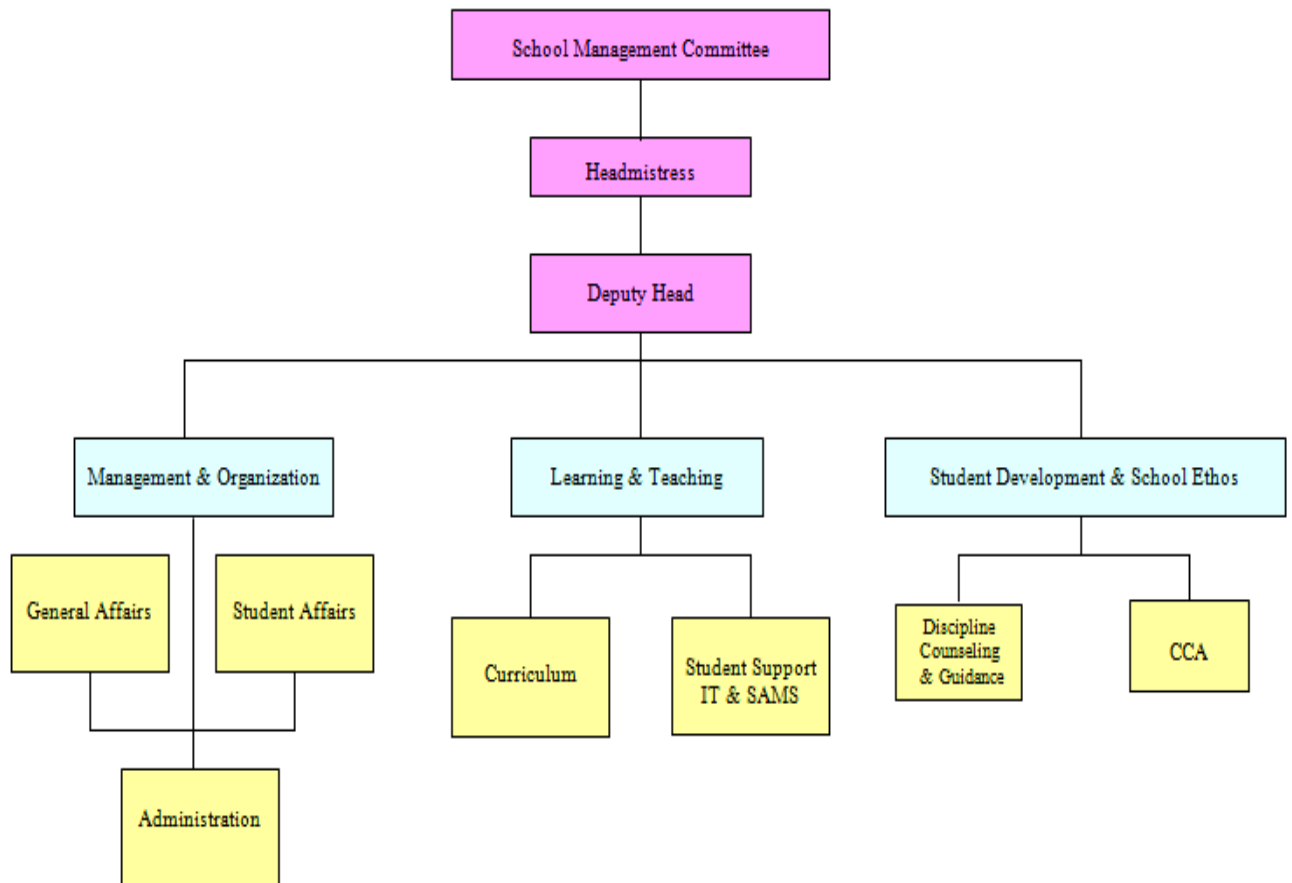 School Management Committee
Headmistress
Deputy Head
Management & Organization
Learning & Teaching
Student Development & School Ethos
General Affairs
Student Affairs
Administration
Curriculum
Student Support
IT & SAMS
Discipline
Counseling
& Guidance
CCA